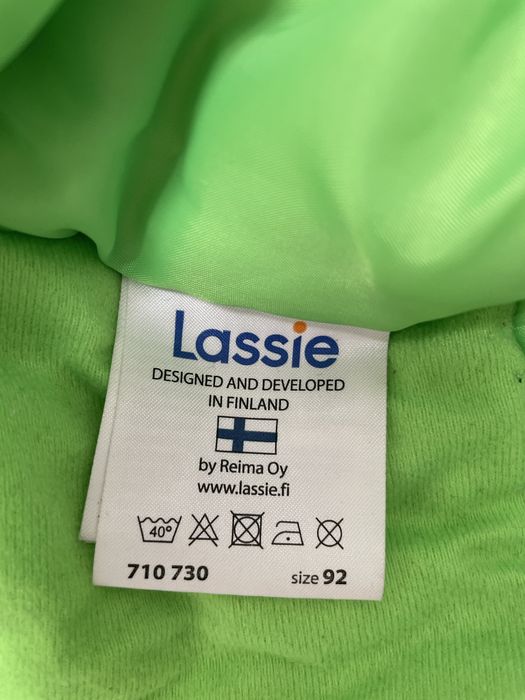 Lassie
DESIGNED AND DEVELOPED
IN FINLAND
by Reima Oy
www.lassie.fi
40°
710 730 size 92